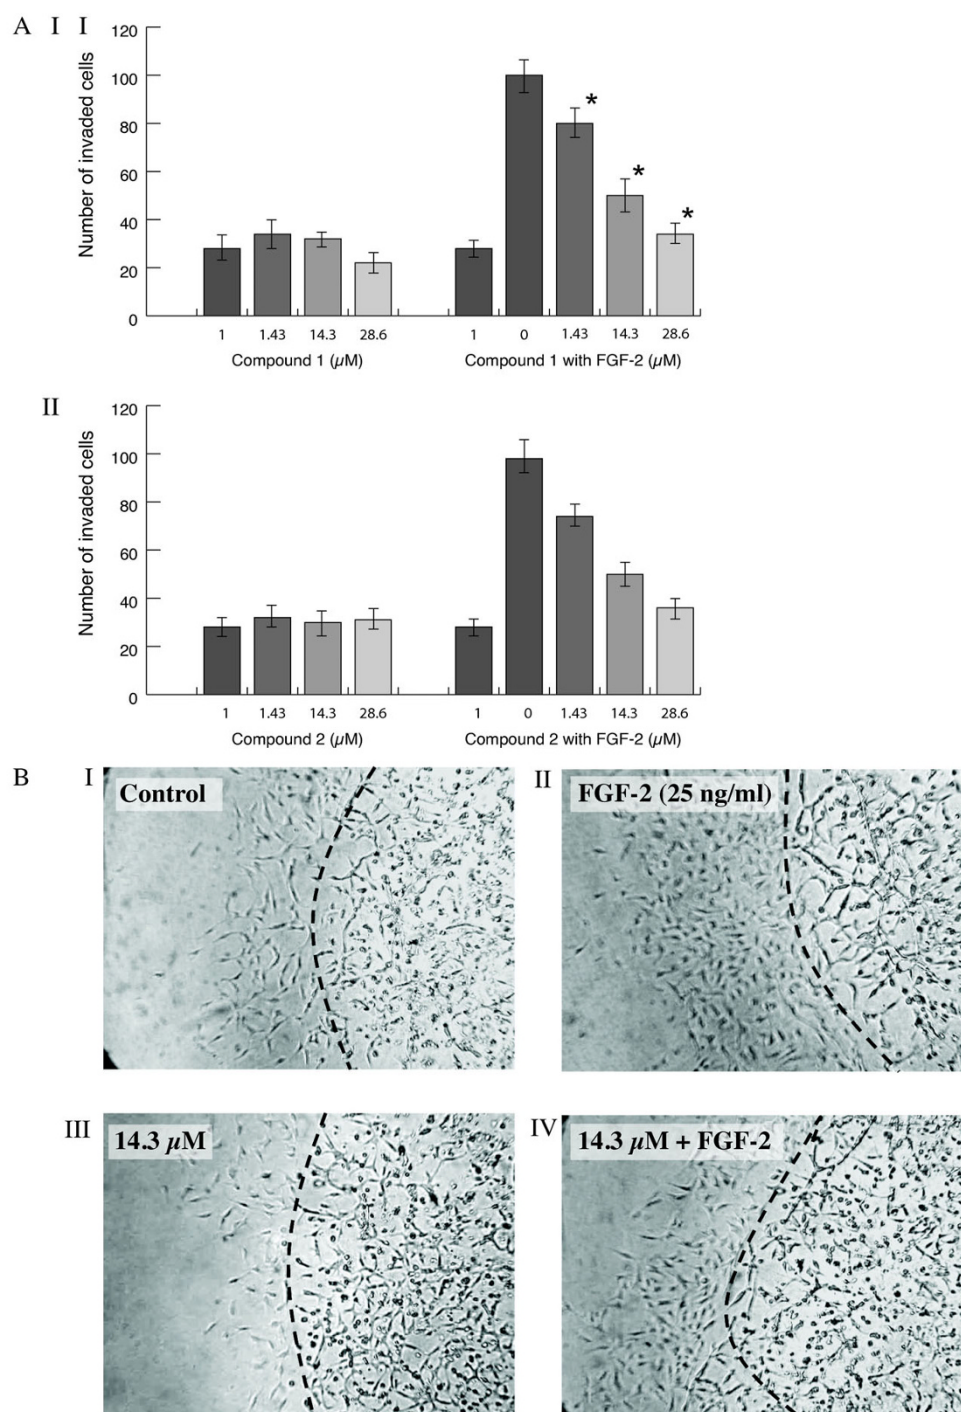 A I I
Number of invaded cells
120
100
80
60
40
20
0
*
*
*
1 1.43 14.3 28.6 1 0 1.43 14.3 28.6
Compound 1 (µM) Compound 1 with FGF-2 (µM)
II
Number of invaded cells
120
100
80
60
40
20
0
1 1.43 14.3 28.6 1 0 1.43 14.3 28.6
Compound 2 (µM) Compound 2 with FGF-2 (µM)
B I Control II FGF-2 (25 ng/ml)
III 14.3 µM IV 14.3 µM + FGF-2